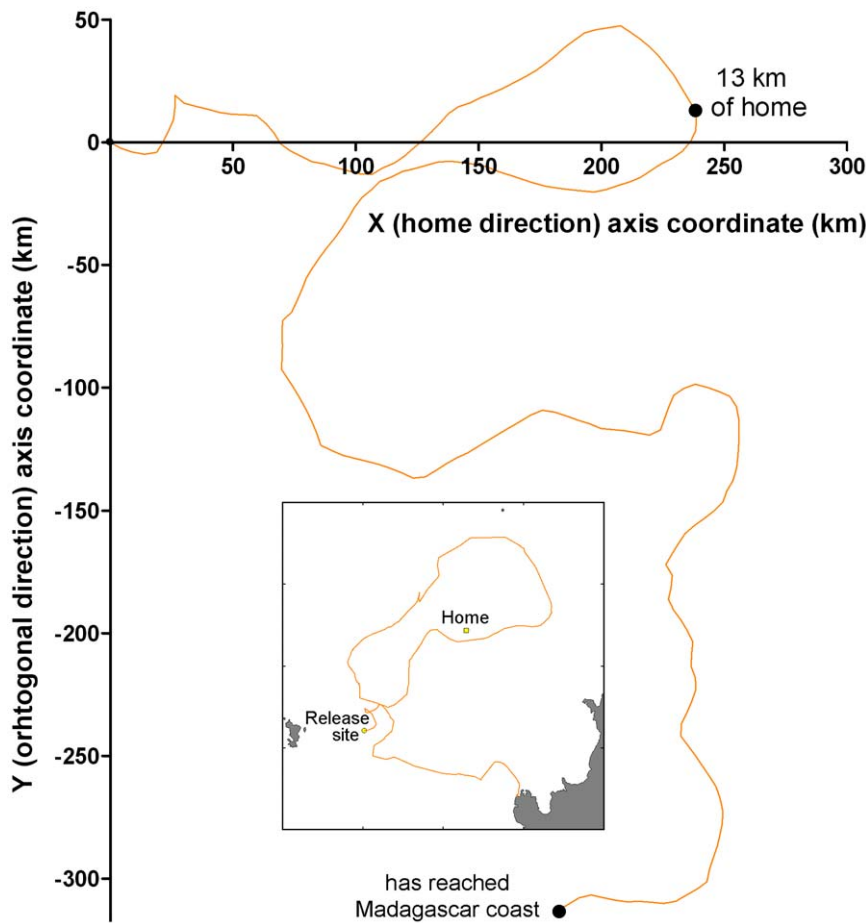 50
13 km
of home
0
50
100
150
200
250
300
X (home direction) axis coordinate (km)
-50
-100
-150
-200
-250
-300
Y (orhtogonal direction) axis coordinate (km)
Home
Release
site
has reached
Madagascar coast